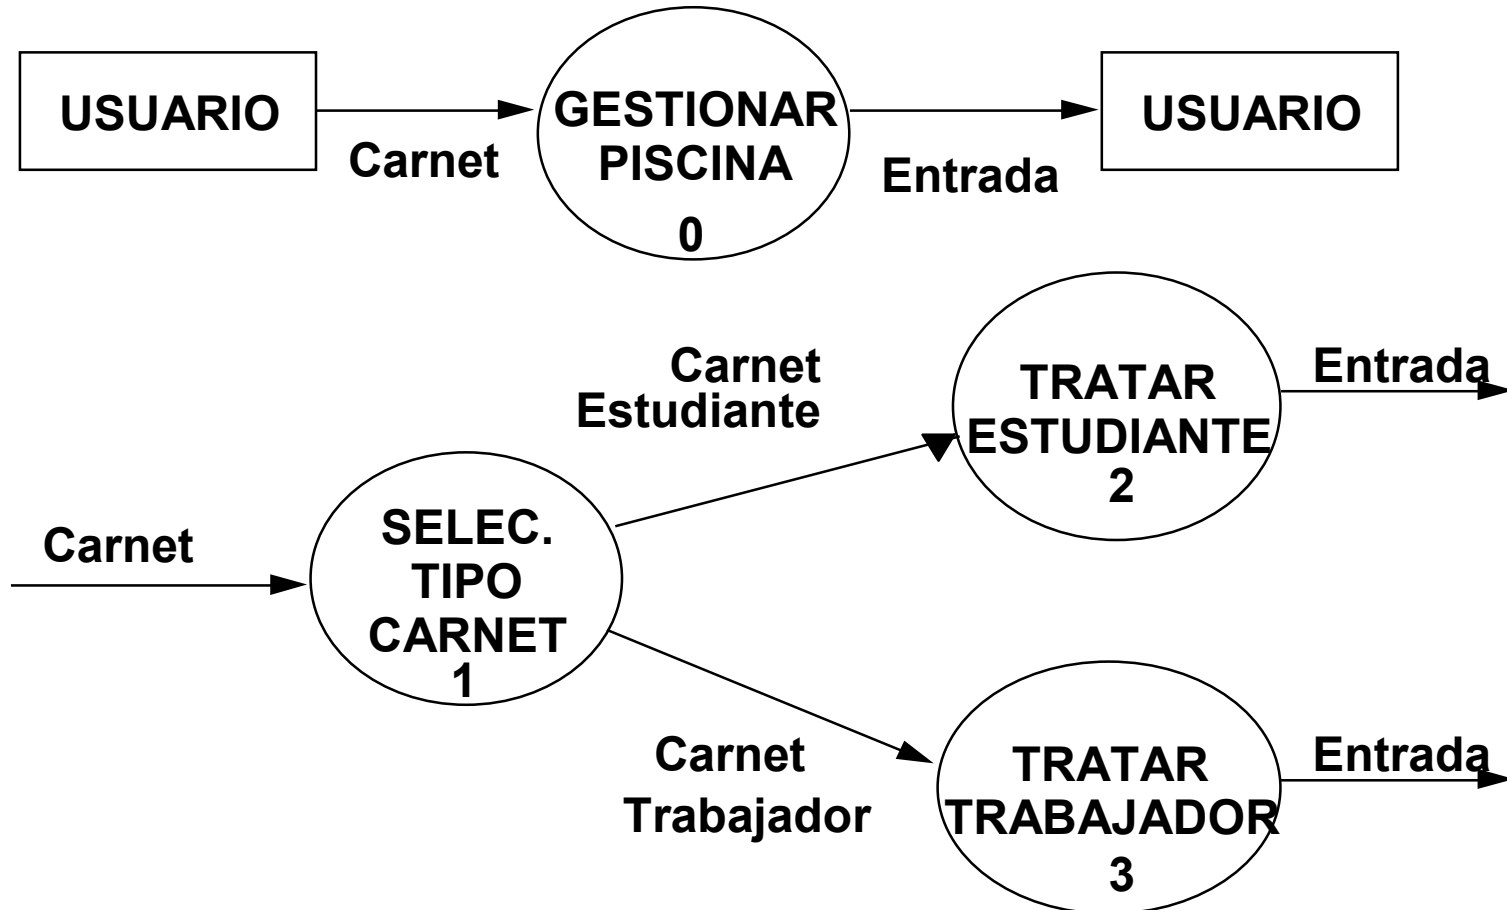 USUARIO
Carnet
GESTIONAR
PISCINA
0
Entrada
USUARIO
Carnet
Estudiante
TRATAR
ESTUDIANTE
2
Entrada
Carnet
SELEC.
TIPO
CARNET
1
Carnet
Trabajador
TRATAR
TRABAJADOR
3
Entrada